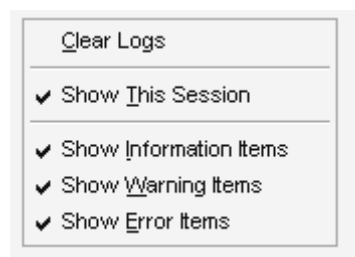 Clear Logs
Show This Session
Show Information Items
Show Warning Items
Show Error Items